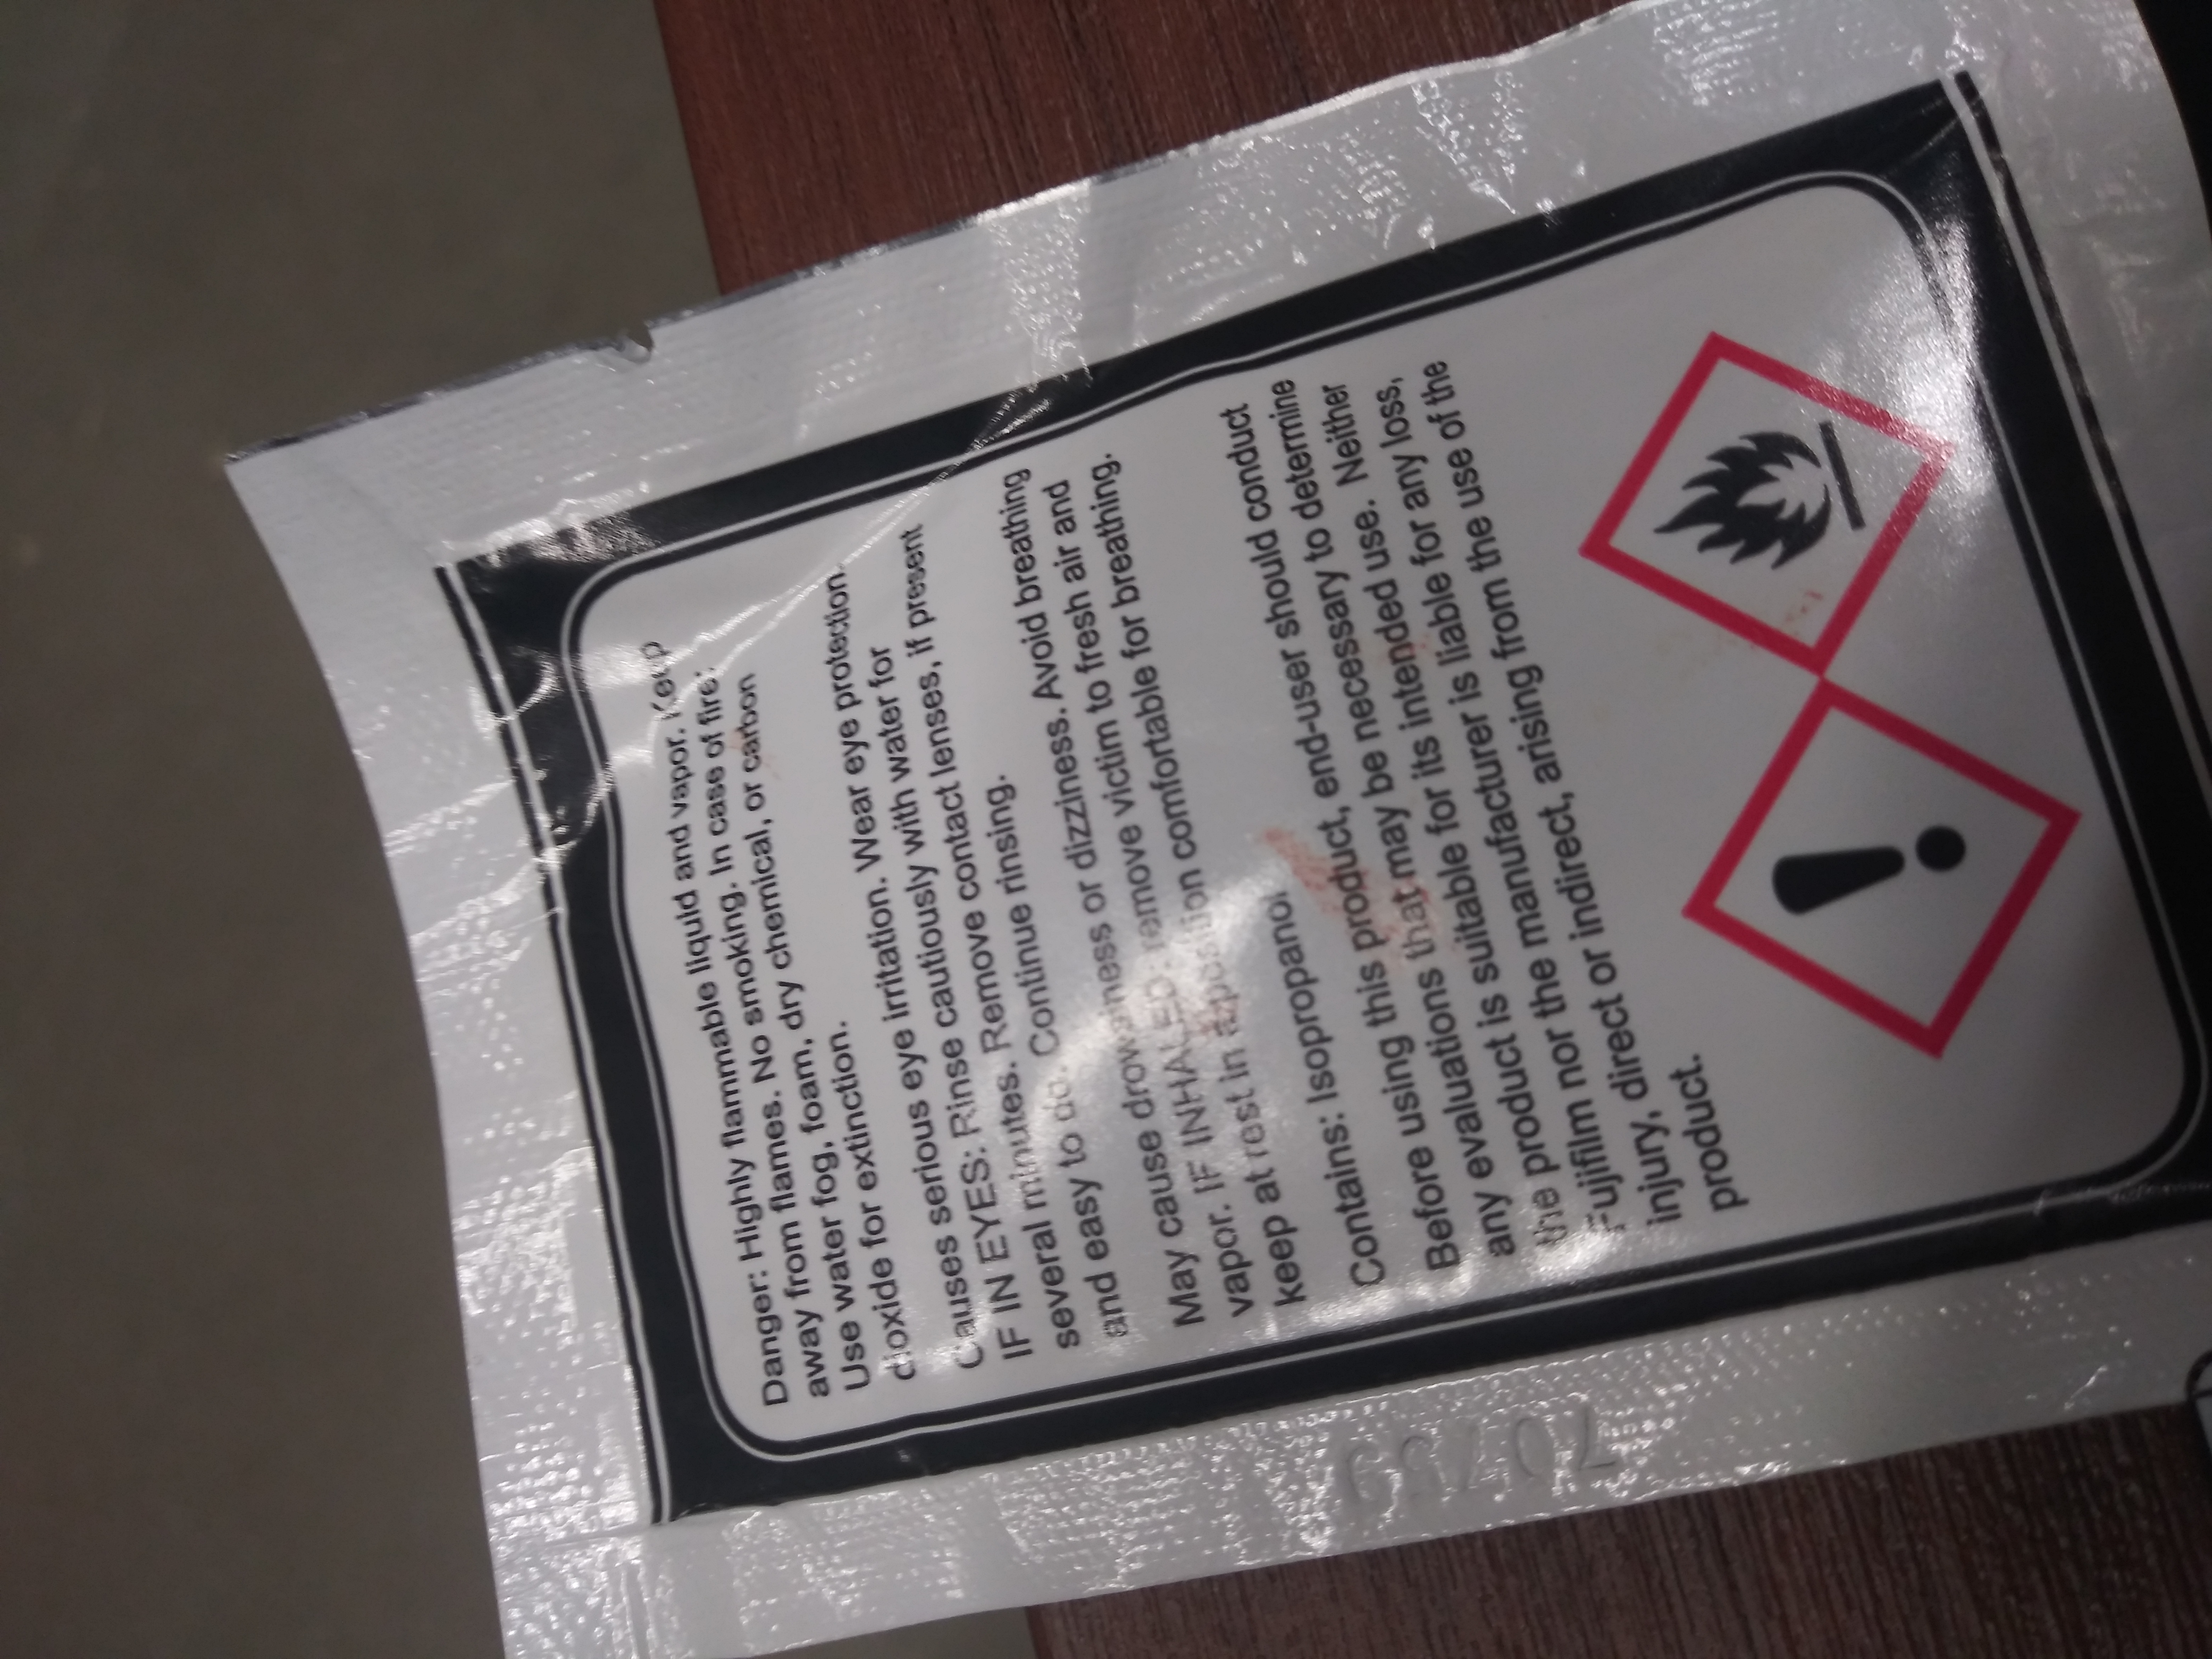 Danger: Highly flammable liquid and vapor. Keep
away from flames. No smoking. In case of fire:
Use water fog, foam, dry chemical, or carbon
dioxide for extinction.
Causes serious eye irritation. Wear eye protection.
IF IN EYES: Rinse cautiously with water for
several minutes. Remove contact lenses, if present
and easy to do. Continue rinsing.
May cause drowsiness or dizziness. Avoid breathing
vapor. IF INHALED: remove victim to fresh air and
keep at rest in a position comfortable for breathing.
Contains: Isopropanol
Before using this product, end-user should conduct
any evaluations that may be necessary to determine
the product is suitable for its intended use. Neither
Fujifilm nor the manufacturer is liable for any loss,
injury, direct or indirect, arising from the use of the
product.